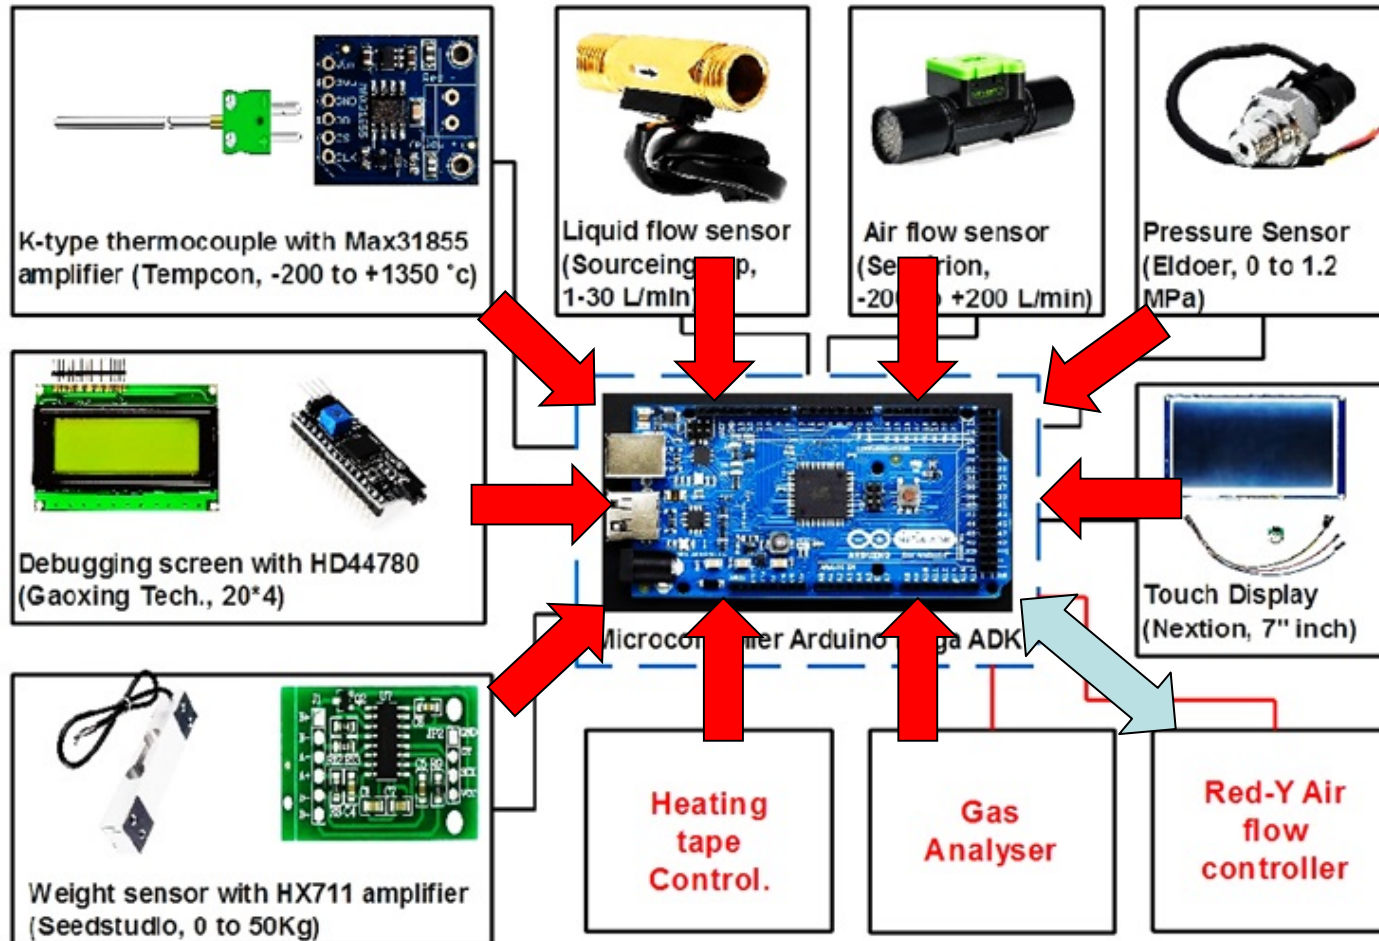 K-type thermocouple with Max31855
amplifier (Tempcon, -200 to +1350 °c)
Liquid flow sensor
(Sourceing
1-30 L/min)
Air flow sensor
+200 L/min)
Pressure Sensor
(Eldoer, 0 to 1.2
MPa)
Debugging screen with HD44780
(Gaoxing Tech., 20*4)
Arduino
ADK
Touch Display
(Nextion, 7" inch)
Weight sensor with HX711 amplifier
(Seedstudio, 0 to 50Kg)
Heating
tape
Control.
Gas
Analyser
Red-Y Air
flow
controller